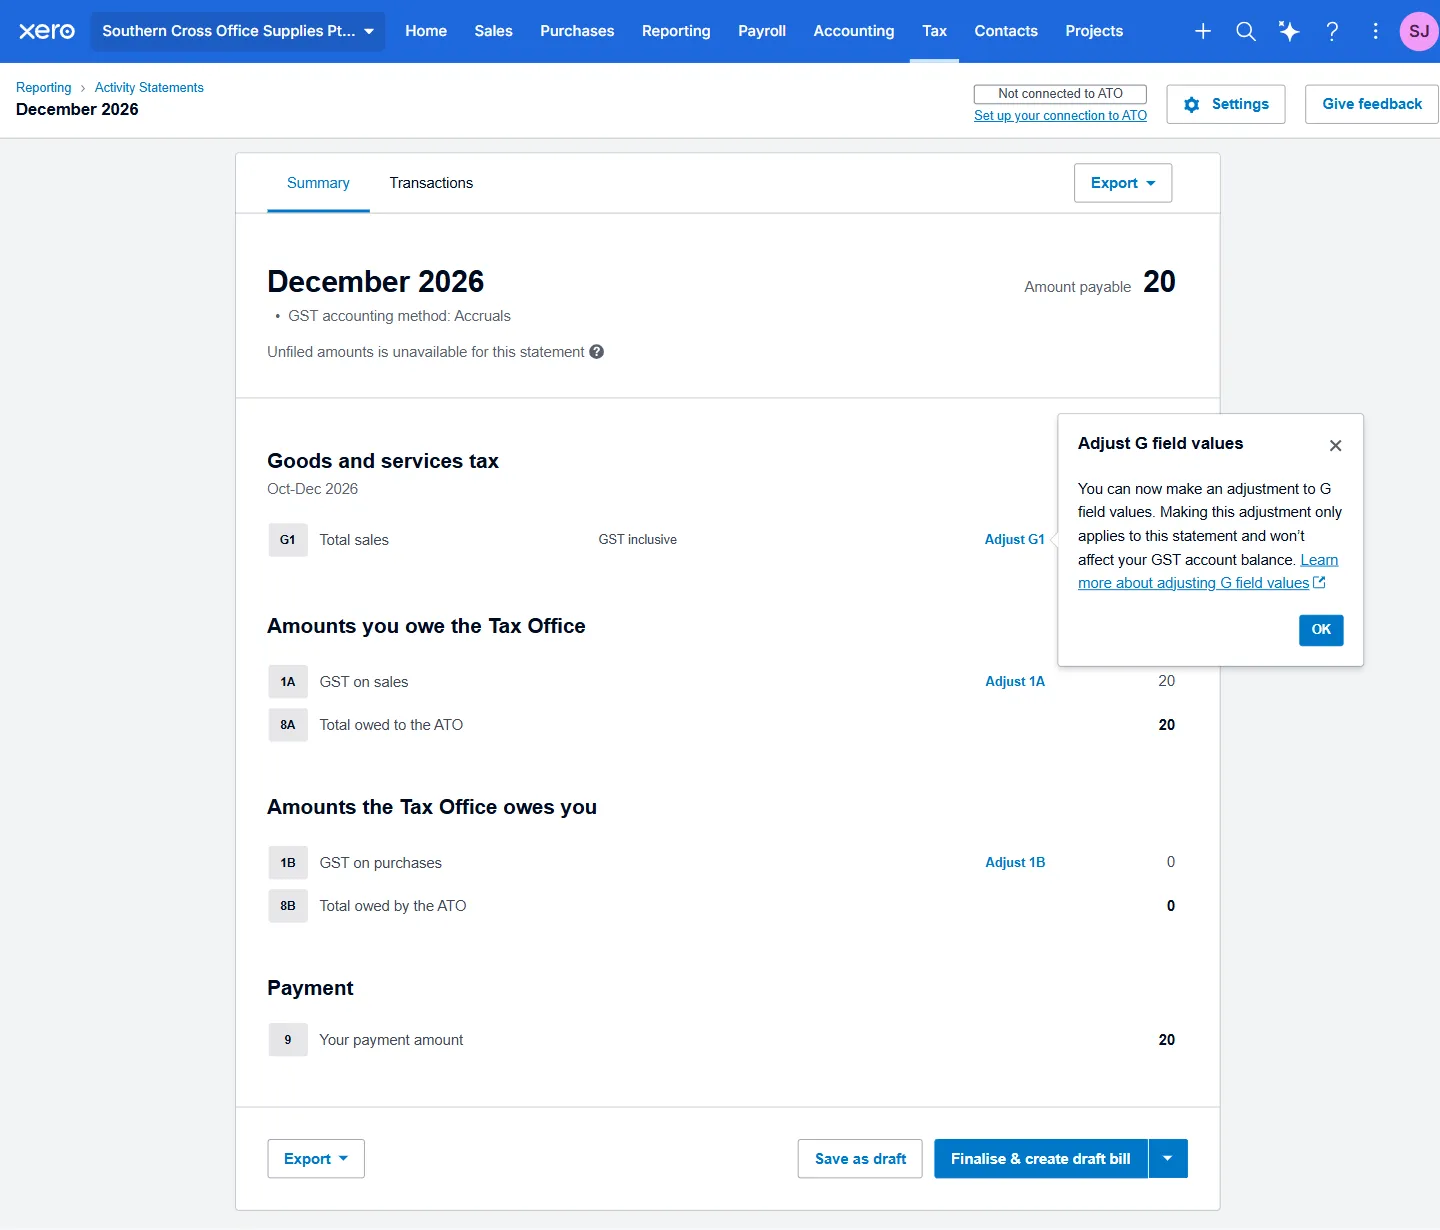 xero
Southern Cross Office Supplies Pt...
Home
Sales
Purchases
Reporting
Payroll
Accounting
Tax
Contacts
Projects
SJ
Reporting › Activity Statements
December 2026
Not connected to ATO
Set up your connection to ATO
Settings
Give feedback
Summary
Transactions
Export
December 2026
Amount payable 20
• GST accounting method: Accruals
Unfiled amounts is unavailable for this statement ?
Goods and services tax
Oct-Dec 2026
G1 Total sales GST inclusive Adjust G1
Adjust G field values
You can now make an adjustment to G
field values. Making this adjustment only
applies to this statement and won’t
affect your GST account balance. Learn
more about adjusting G field values
OK
Amounts you owe the Tax Office
1A GST on sales Adjust 1A 20
8A Total owed to the ATO 20
Amounts the Tax Office owes you
1B GST on purchases Adjust 1B 0
8B Total owed by the ATO 0
Payment
9 Your payment amount 20
Export
Save as draft
Finalise & create draft bill